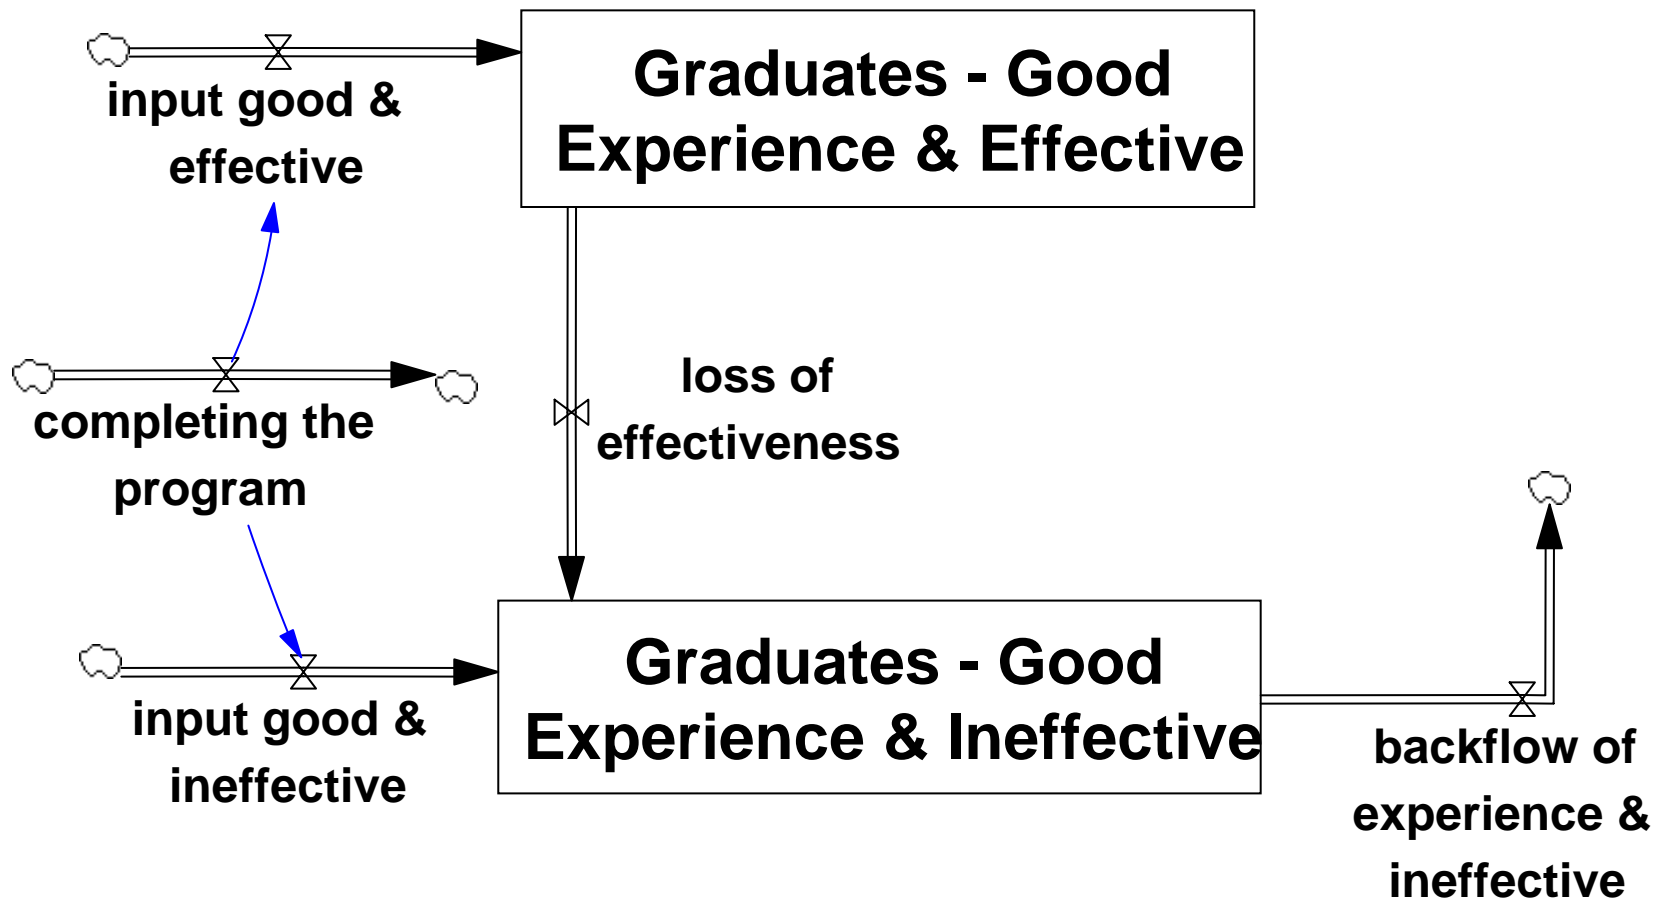 Graduates - Good
Experience & Effective
input good &
effective
loss of
effectiveness
completing the
program
Graduates - Good
Experience & Ineffective
input good &
ineffective
backflow of
experience &
ineffective